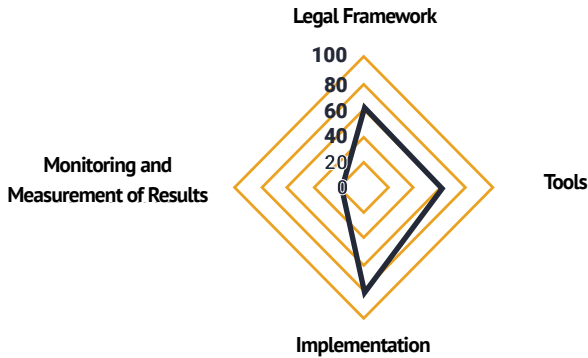 Legal Framework
100
80
60
40
20
0
Monitoring and
Measurement of Results
Tools
Implementation